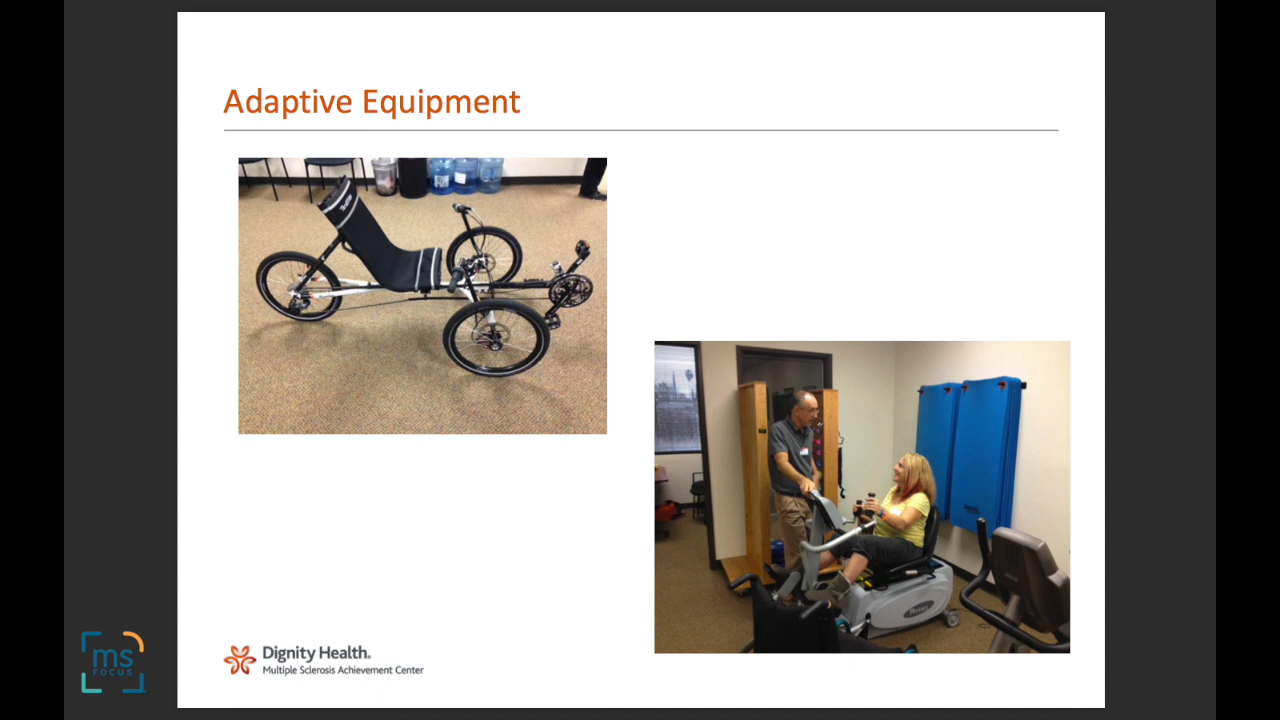 Adaptive Equipment
Dignity Health.
Multiple Sclerosis Achievement Center
ms
FOCUS